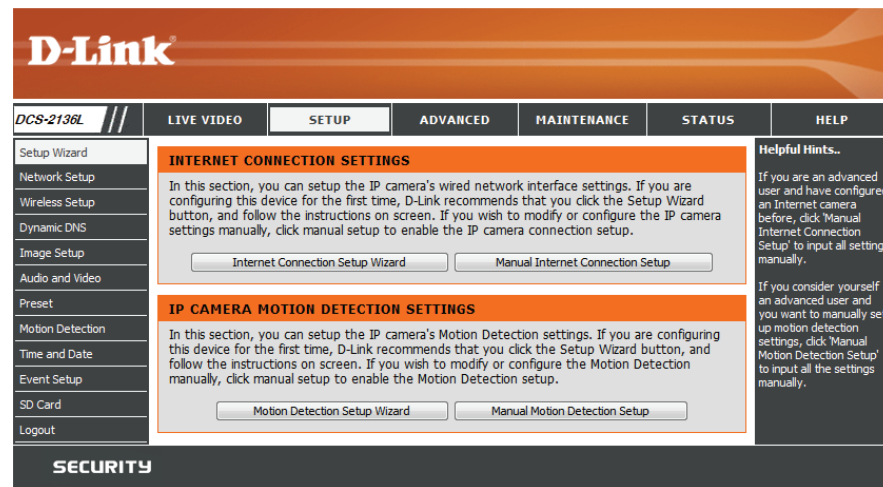 D-Link
DCS-2136L // LIVE VIDEO SETUP ADVANCED MAINTENANCE STATUS HELP
Setup Wizard
Network Setup
Wireless Setup
Dynamic DNS
Image Setup
Audio and Video
Preset
Motion Detection
Time and Date
Event Setup
SD Card
Logout
INTERNET CONNECTION SETTINGS
In this section, you can setup the IP camera's wired network interface settings. If you are
configuring this device for the first time, D-Link recommends that you click the Setup Wizard
button, and follow the instructions on screen. If you wish to modify or configure the IP camera
settings manually, click manual setup to enable the IP camera connection setup.
Internet Connection Setup Wizard Manual Internet Connection Setup
IP CAMERA MOTION DETECTION SETTINGS
In this section, you can setup the IP camera's Motion Detection settings. If you are configuring
this device for the first time, D-Link recommends that you click the Setup Wizard button, and
follow the instructions on screen. If you wish to modify or configure the Motion Detection
manually, click manual setup to enable the Motion Detection setup.
Motion Detection Setup Wizard Manual Motion Detection Setup
Helpful Hints..
If you are an advanced
user and have configured
an Internet camera
before, click 'Manual
Internet Connection
Setup' to input all setting
manually.
If you consider yourself
an advanced user and
you want to manually set
up motion detection
settings, click 'Manual
Motion Detection Setup'
to input all the settings
manually.
SECURITY